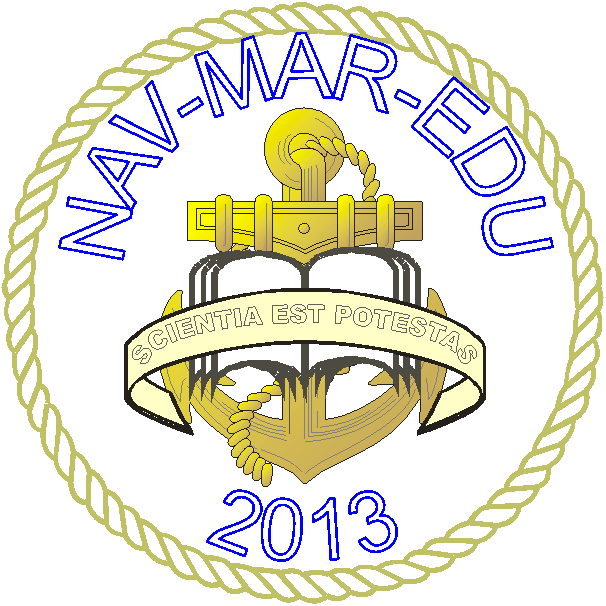 NAV-MAR-EDU
SCIENTIA EST POTESTAS
2013